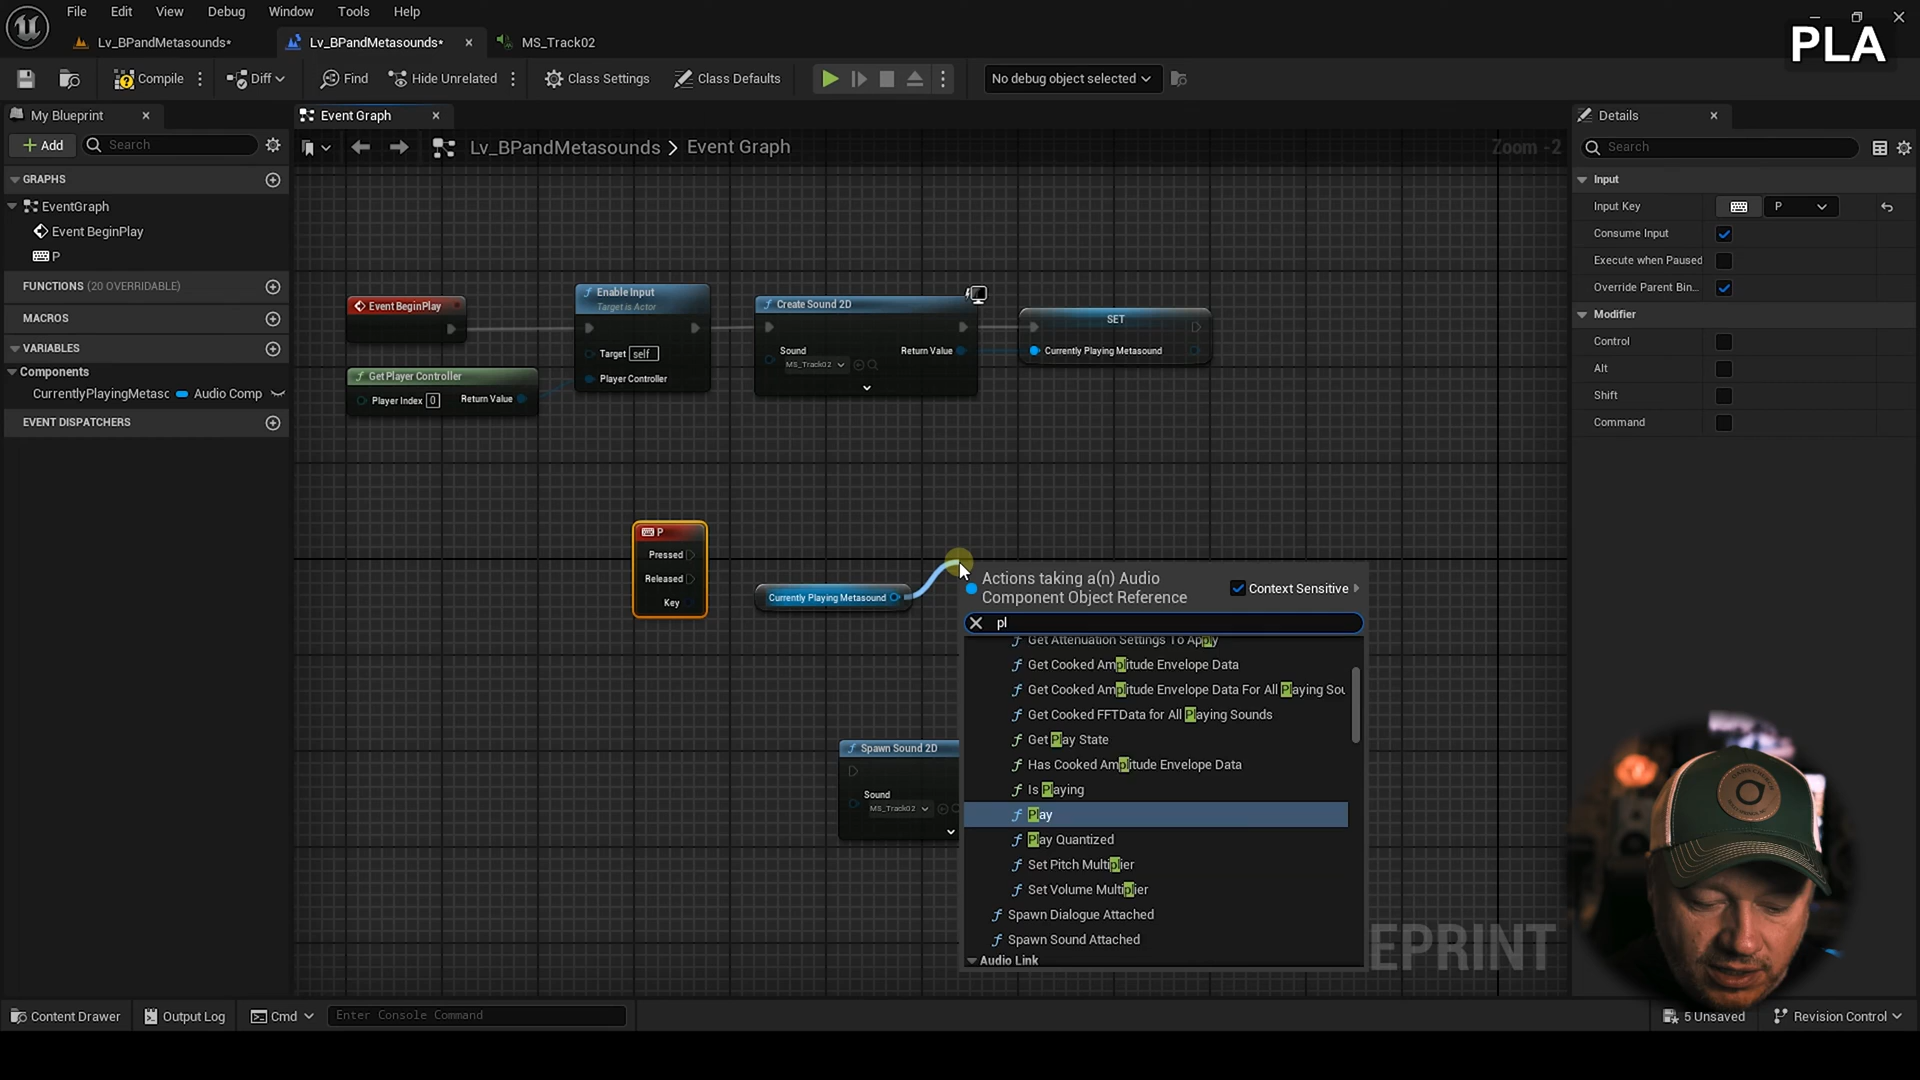 File Edit View Debug Window Tools Help
PLA
Lv_BPandMetasounds* Lv_BPandMetasounds* MS_Track02
Compile Diff Find Hide Unrelated Class Settings Class Defaults No debug object selected
My Blueprint Event Graph Details
Add Search Lv_BPandMetasounds > Event Graph Zoom -2 Search
GRAPHS
EventGraph
Event BeginPlay
P
FUNCTIONS (20 OVERRIDABLE)
MACROS
VARIABLES
Components
CurrentlyPlayingMetasc Audio Comp
EVENT DISPATCHERS
Event BeginPlay
Get Player Controller
Player Index 0 Return Value
Enable Input
Target is Actor
Target self
Player Controller
Create Sound 2D
Sound Return Value
MS_Track02
SET
Currently Playing Metasound
P
Pressed
Released
Key
Currently Playing Metasound
Spawn Sound 2D
Sound
MS_Track02
Actions taking a(n) Audio
Component Object Reference
Context Sensitive
pl
Get Attenuation Settings To Apply
Get Cooked Amplitude Envelope Data
Get Cooked Amplitude Envelope Data For All Playing Sou
Get Cooked FFTData for All Playing Sounds
Get Play State
Has Cooked Amplitude Envelope Data
Is Playing
Play
Play Quantized
Set Pitch Multiplier
Set Volume Multiplier
Spawn Dialogue Attached
Spawn Sound Attached
Audio Link
EPRINT
Input
Input Key P
Consume Input
Execute when Paused
Override Parent Bin...
Modifier
Control
Alt
Shift
Command
Content Drawer Output Log Cmd Enter Console Command 5 Unsaved Revision Control